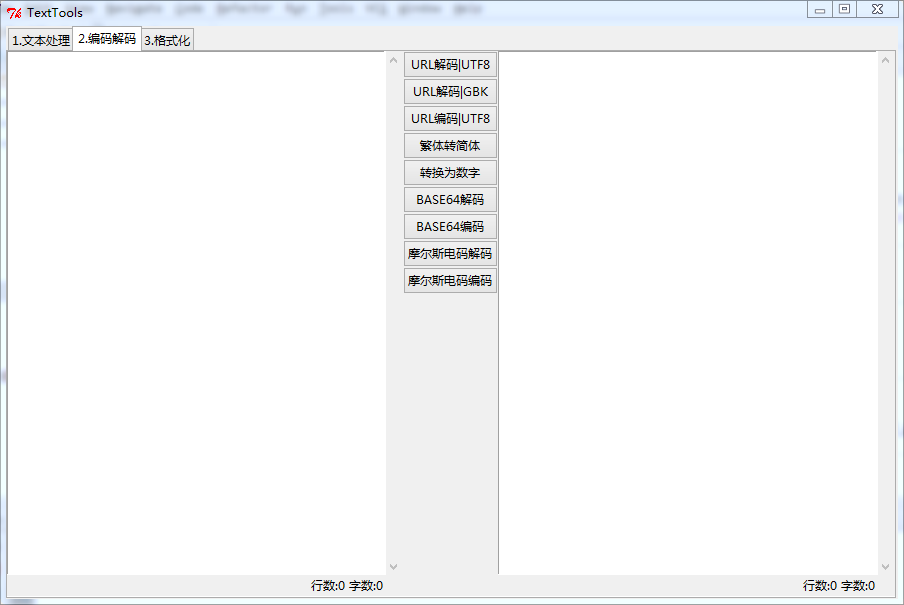 TextTools
1.文本处理 2.编码解码 3.格式化
URL解码|UTF8
URL解码|GBK
URL编码|UTF8
繁体转简体
转换为数字
BASE64解码
BASE64编码
摩尔斯电码解码
摩尔斯电码编码
行数:0 字数:0
行数:0 字数:0